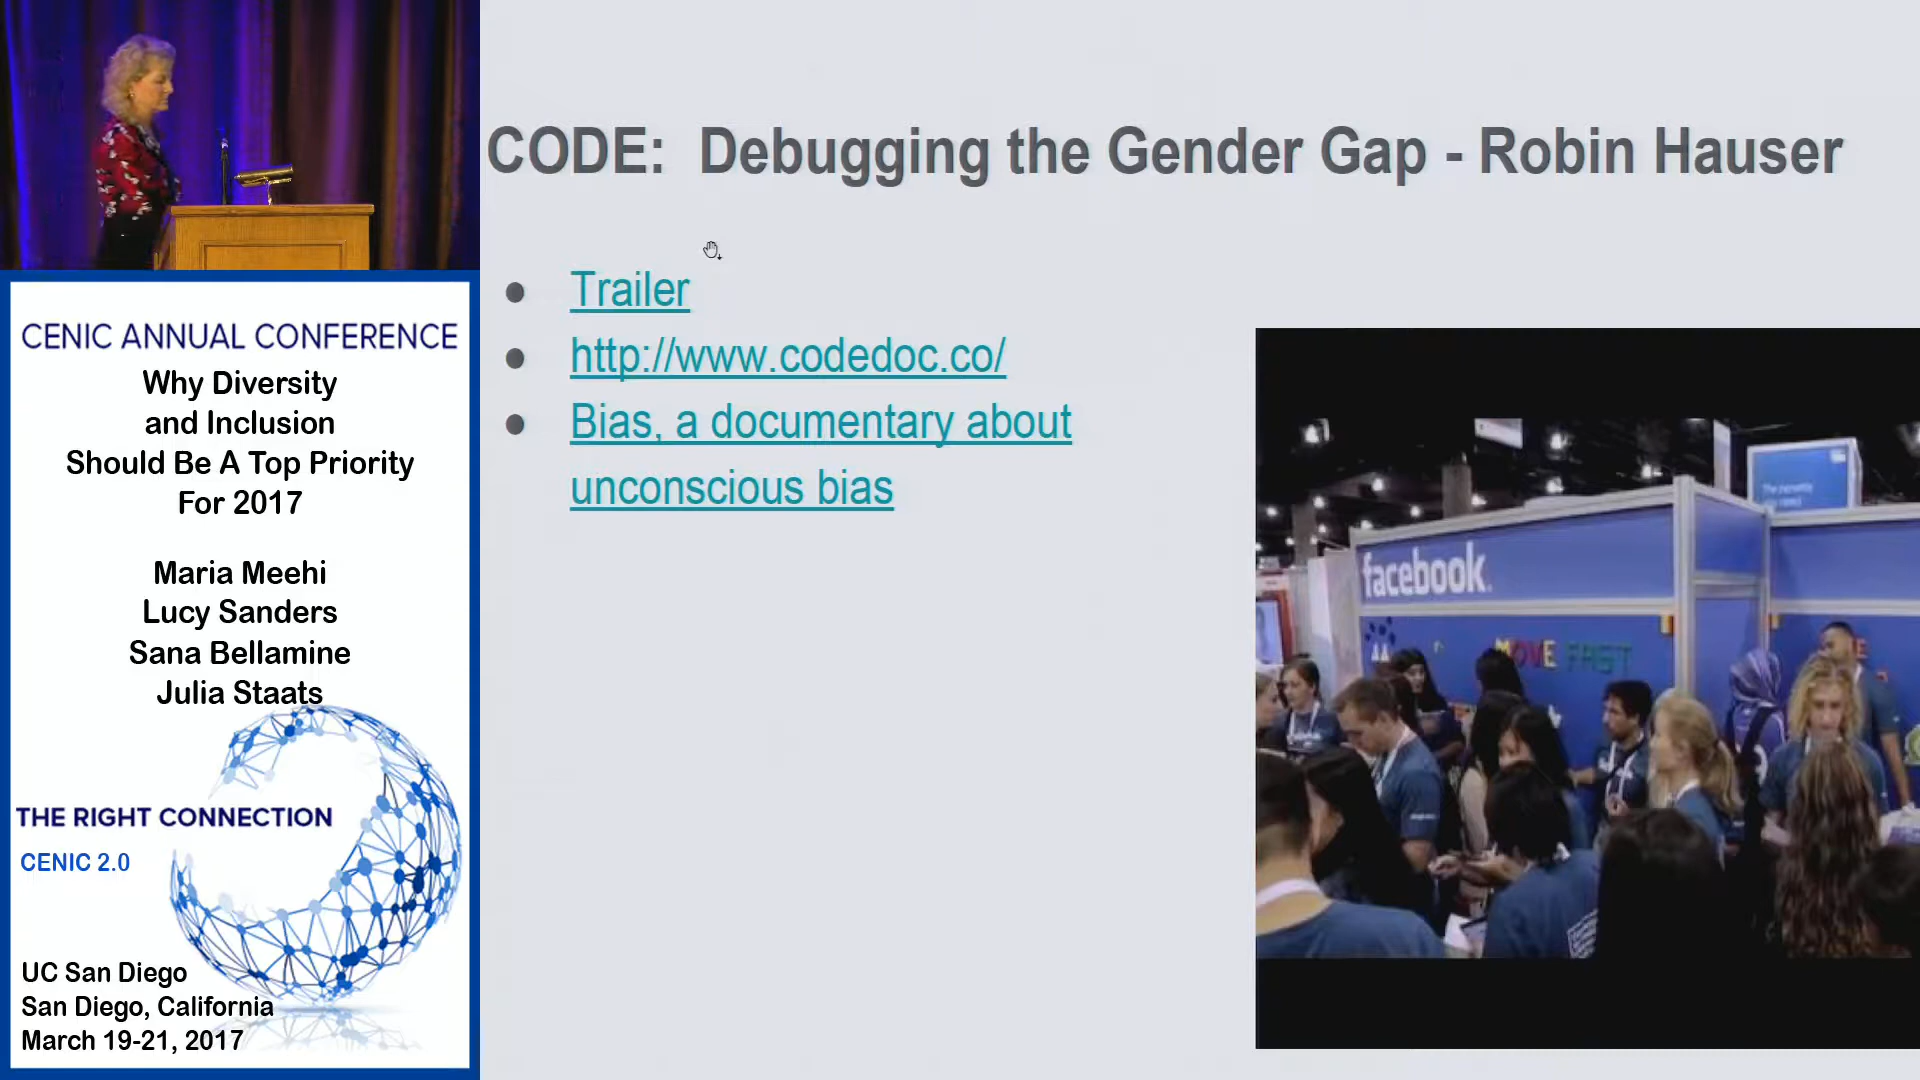 CENIC ANNUAL CONFERENCE
Why Diversity
and Inclusion
Should Be A Top Priority
For 2017
Maria Meehi
Lucy Sanders
Sana Bellamine
Julia Staats
THE RIGHT CONNECTION
CENIC 2.0
UC San Diego
San Diego, California
March 19-21, 2017
CODE: Debugging the Gender Gap - Robin Hauser
Trailer
http://www.codedoc.co/
Bias, a documentary about
unconscious bias
facebook
MOVE FAST